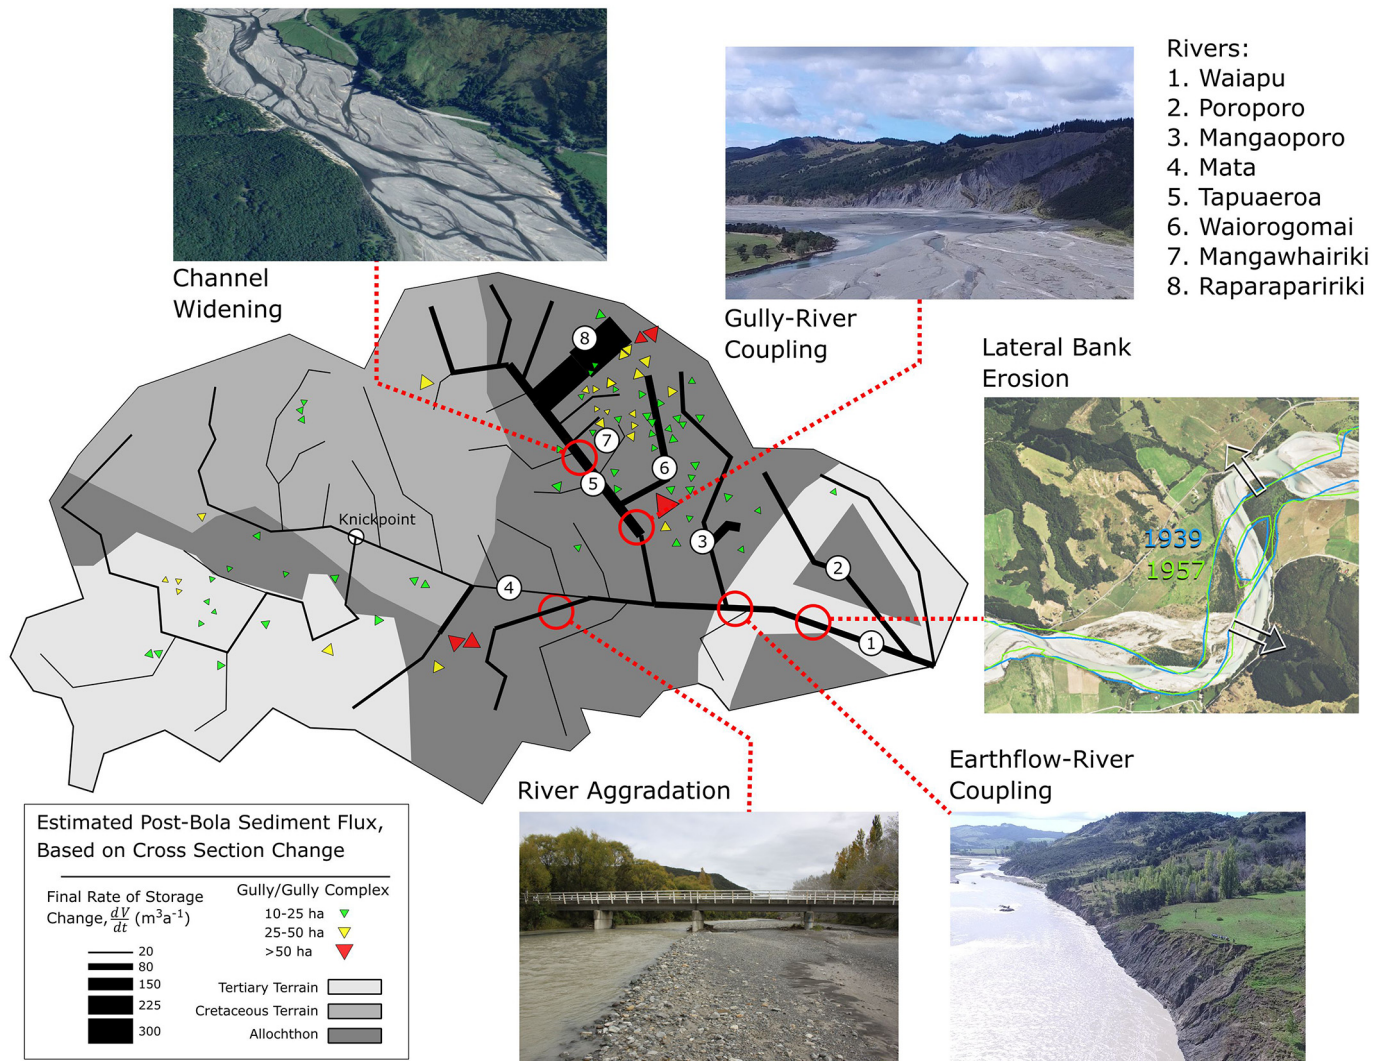 Rivers:
1. Waiapu
2. Poroporo
3. Mangaoporo
4. Mata
5. Tapuaeroa
6. Waiorogomai
7. Mangawhairiki
8. Raparapaririki
Channel
Widening
Gully-River
Coupling
Lateral Bank
Erosion
1939
1957
8
7
5
6
3
2
4
1
Knickpoint
River Aggradation
Earthflow-River
Coupling
Estimated Post-Bola Sediment Flux,
Based on Cross Section Change
Final Rate of Storage
Change, dV/dt (m³a⁻¹)
20
80
150
225
300
Gully/Gully Complex
10-25 ha
25-50 ha
>50 ha
Tertiary Terrain
Cretaceous Terrain
Allochthon